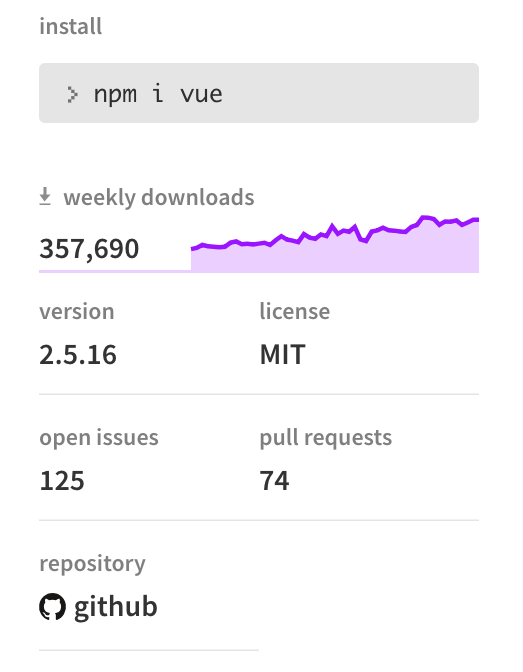 install
> npm i vue
weekly downloads
357,690
version
license
2.5.16
MIT
open issues
pull requests
125
74
repository
github